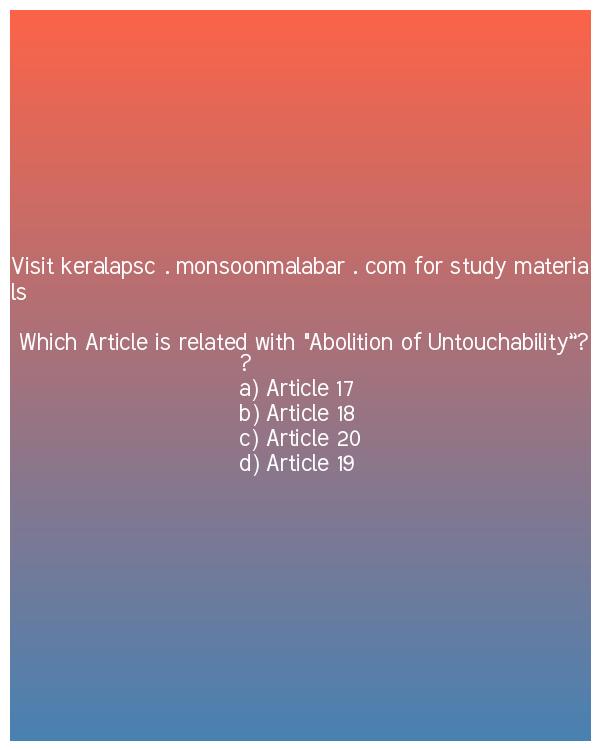 Visit keralapsc . monsoonmalabar . com for study materia
ls
Which Article is related with "Abolition of Untouchability”?
?
a) Article 17
b) Article 18
c) Article 20
d) Article 19